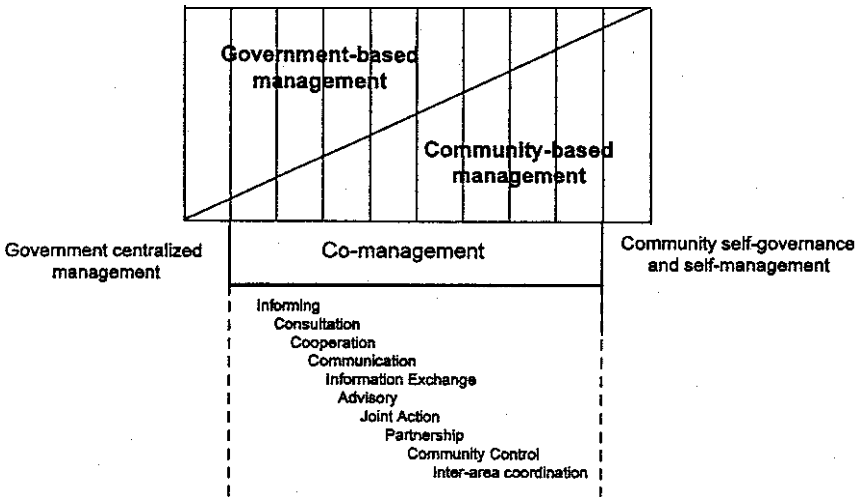 Government-based
management
Community-based
management
Government centralized
management
Co-management
Community self-governance
and self-management
Informing
Consultation
Cooperation
Communication
Information Exchange
Advisory
Joint Action
Partnership
Community Control
Inter-area coordination